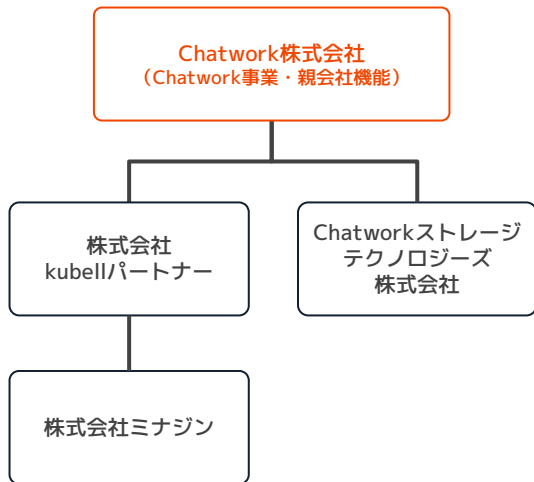 Chatwork株式会社
（Chatwork事業・親会社機能）
株式会社
kubellパートナー
Chatworkストレージ
テクノロジーズ
株式会社
株式会社ミナジン